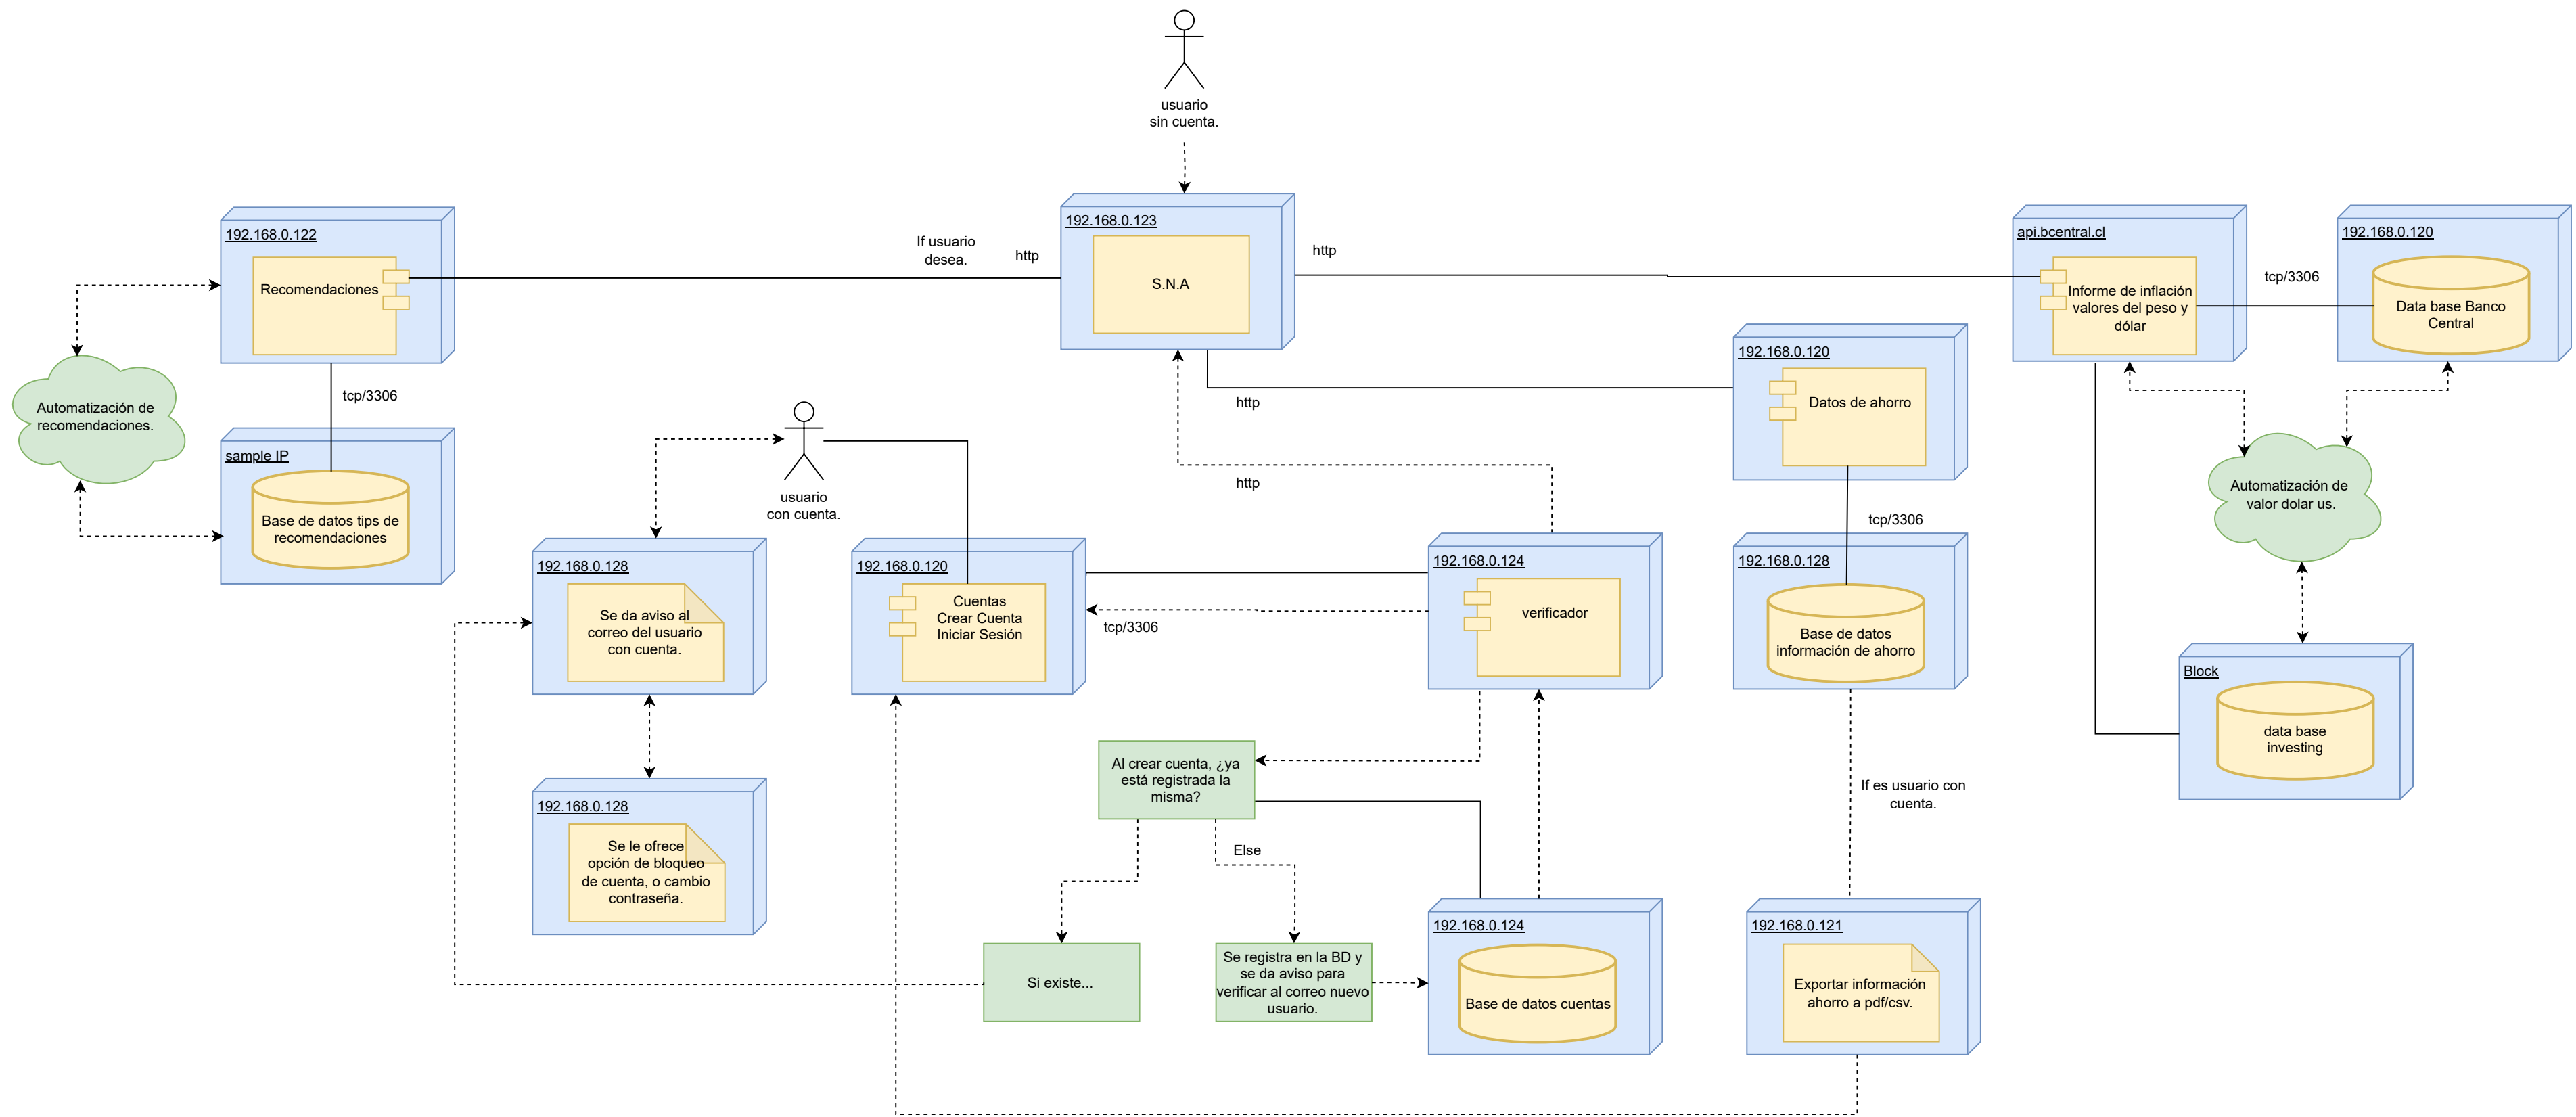 usuario
sin cuenta.
192.168.0.122
Recomendaciones
If usuario
desea.
http
192.168.0.123
S.N.A
http
api.bcentral.cl
Informe de inflación
valores del peso y
dólar
tcp/3306
192.168.0.120
Data base Banco
Central
Automatización de
recomendaciones.
tcp/3306
sample IP
Base de datos tips de
recomendaciones
usuario
con cuenta.
http
http
192.168.0.120
Datos de ahorro
tcp/3306
Automatización de
valor dolar us.
192.168.0.128
Se da aviso al
correo del usuario
con cuenta.
192.168.0.120
Cuentas
Crear Cuenta
Iniciar Sesión
tcp/3306
192.168.0.124
verificador
192.168.0.128
Base de datos
información de ahorro
Block
data base
investing
192.168.0.128
Se le ofrece
opción de bloqueo
de cuenta, o cambio
contraseña.
Al crear cuenta, ¿ya
está registrada la
misma?
Else
If es usuario con
cuenta.
Si existe...
Se registra en la BD y
se da aviso para
verificar al correo nuevo
usuario.
192.168.0.124
Base de datos cuentas
192.168.0.121
Exportar información
ahorro a pdf/csv.